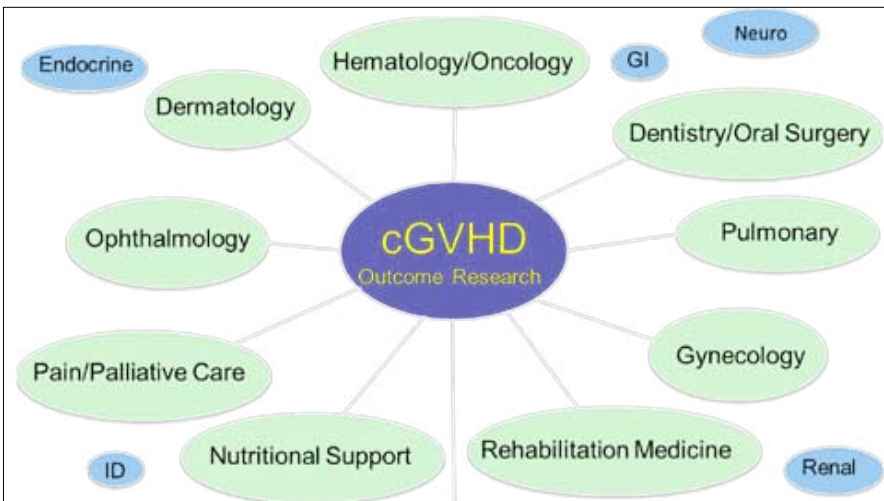 Neuro
Endocrine
Hematology/Oncology
GI
Dermatology
Dentistry/Oral Surgery
cGVHD
Outcome Research
Ophthalmology
Pulmonary
Pain/Palliative Care
Gynecology
Nutritional Support
Rehabilitation Medicine
ID
Renal